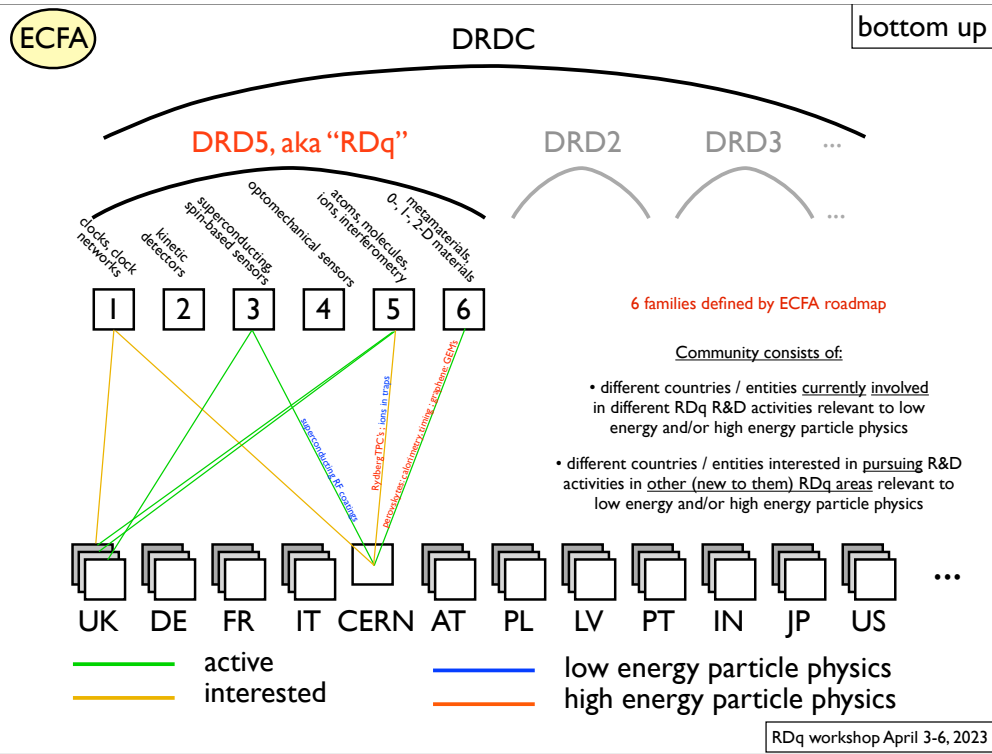 ECFA
bottom up
DRDC
DRD5, aka “RDq”
DRD2
DRD3
...
...
clocks, clock
networks
kinetic
detectors
superconducting,
spin-based sensors
optomechanical sensors
atoms, molecules,
ions, interferometry
metamaterials,
0-, 1-, 2-D materials
1
2
3
4
5
6
6 families defined by ECFA roadmap
Community consists of:
• different countries / entities currently involved
in different RDq R&D activities relevant to low
energy and/or high energy particle physics
• different countries / entities interested in pursuing R&D
activities in other (new to them) RDq areas relevant to
low energy and/or high energy particle physics
superconducting RF coatings
Rydberg TPC's ; ions in traps
perovskytes: calorimetry, timing ; graphene: GEM's
UK
DE
FR
IT
CERN
AT
PL
LV
PT
IN
JP
US
...
active
interested
low energy particle physics
high energy particle physics
RDq workshop April 3-6, 2023